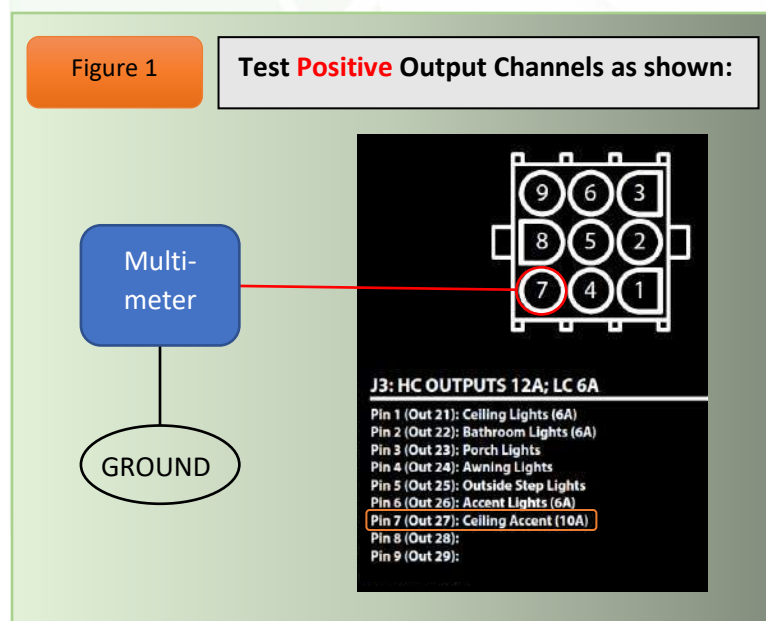 Figure 1
Test Positive Output Channels as shown:
Multi-
meter
GROUND
9 6 3
8 5 2
7 4 1
J3: HC OUTPUTS 12A; LC 6A
Pin 1 (Out 21): Ceiling Lights (6A)
Pin 2 (Out 22): Bathroom Lights (6A)
Pin 3 (Out 23): Porch Lights
Pin 4 (Out 24): Awning Lights
Pin 5 (Out 25): Outside Step Lights
Pin 6 (Out 26): Accent Lights (6A)
Pin 7 (Out 27): Ceiling Accent (10A)
Pin 8 (Out 28):
Pin 9 (Out 29):